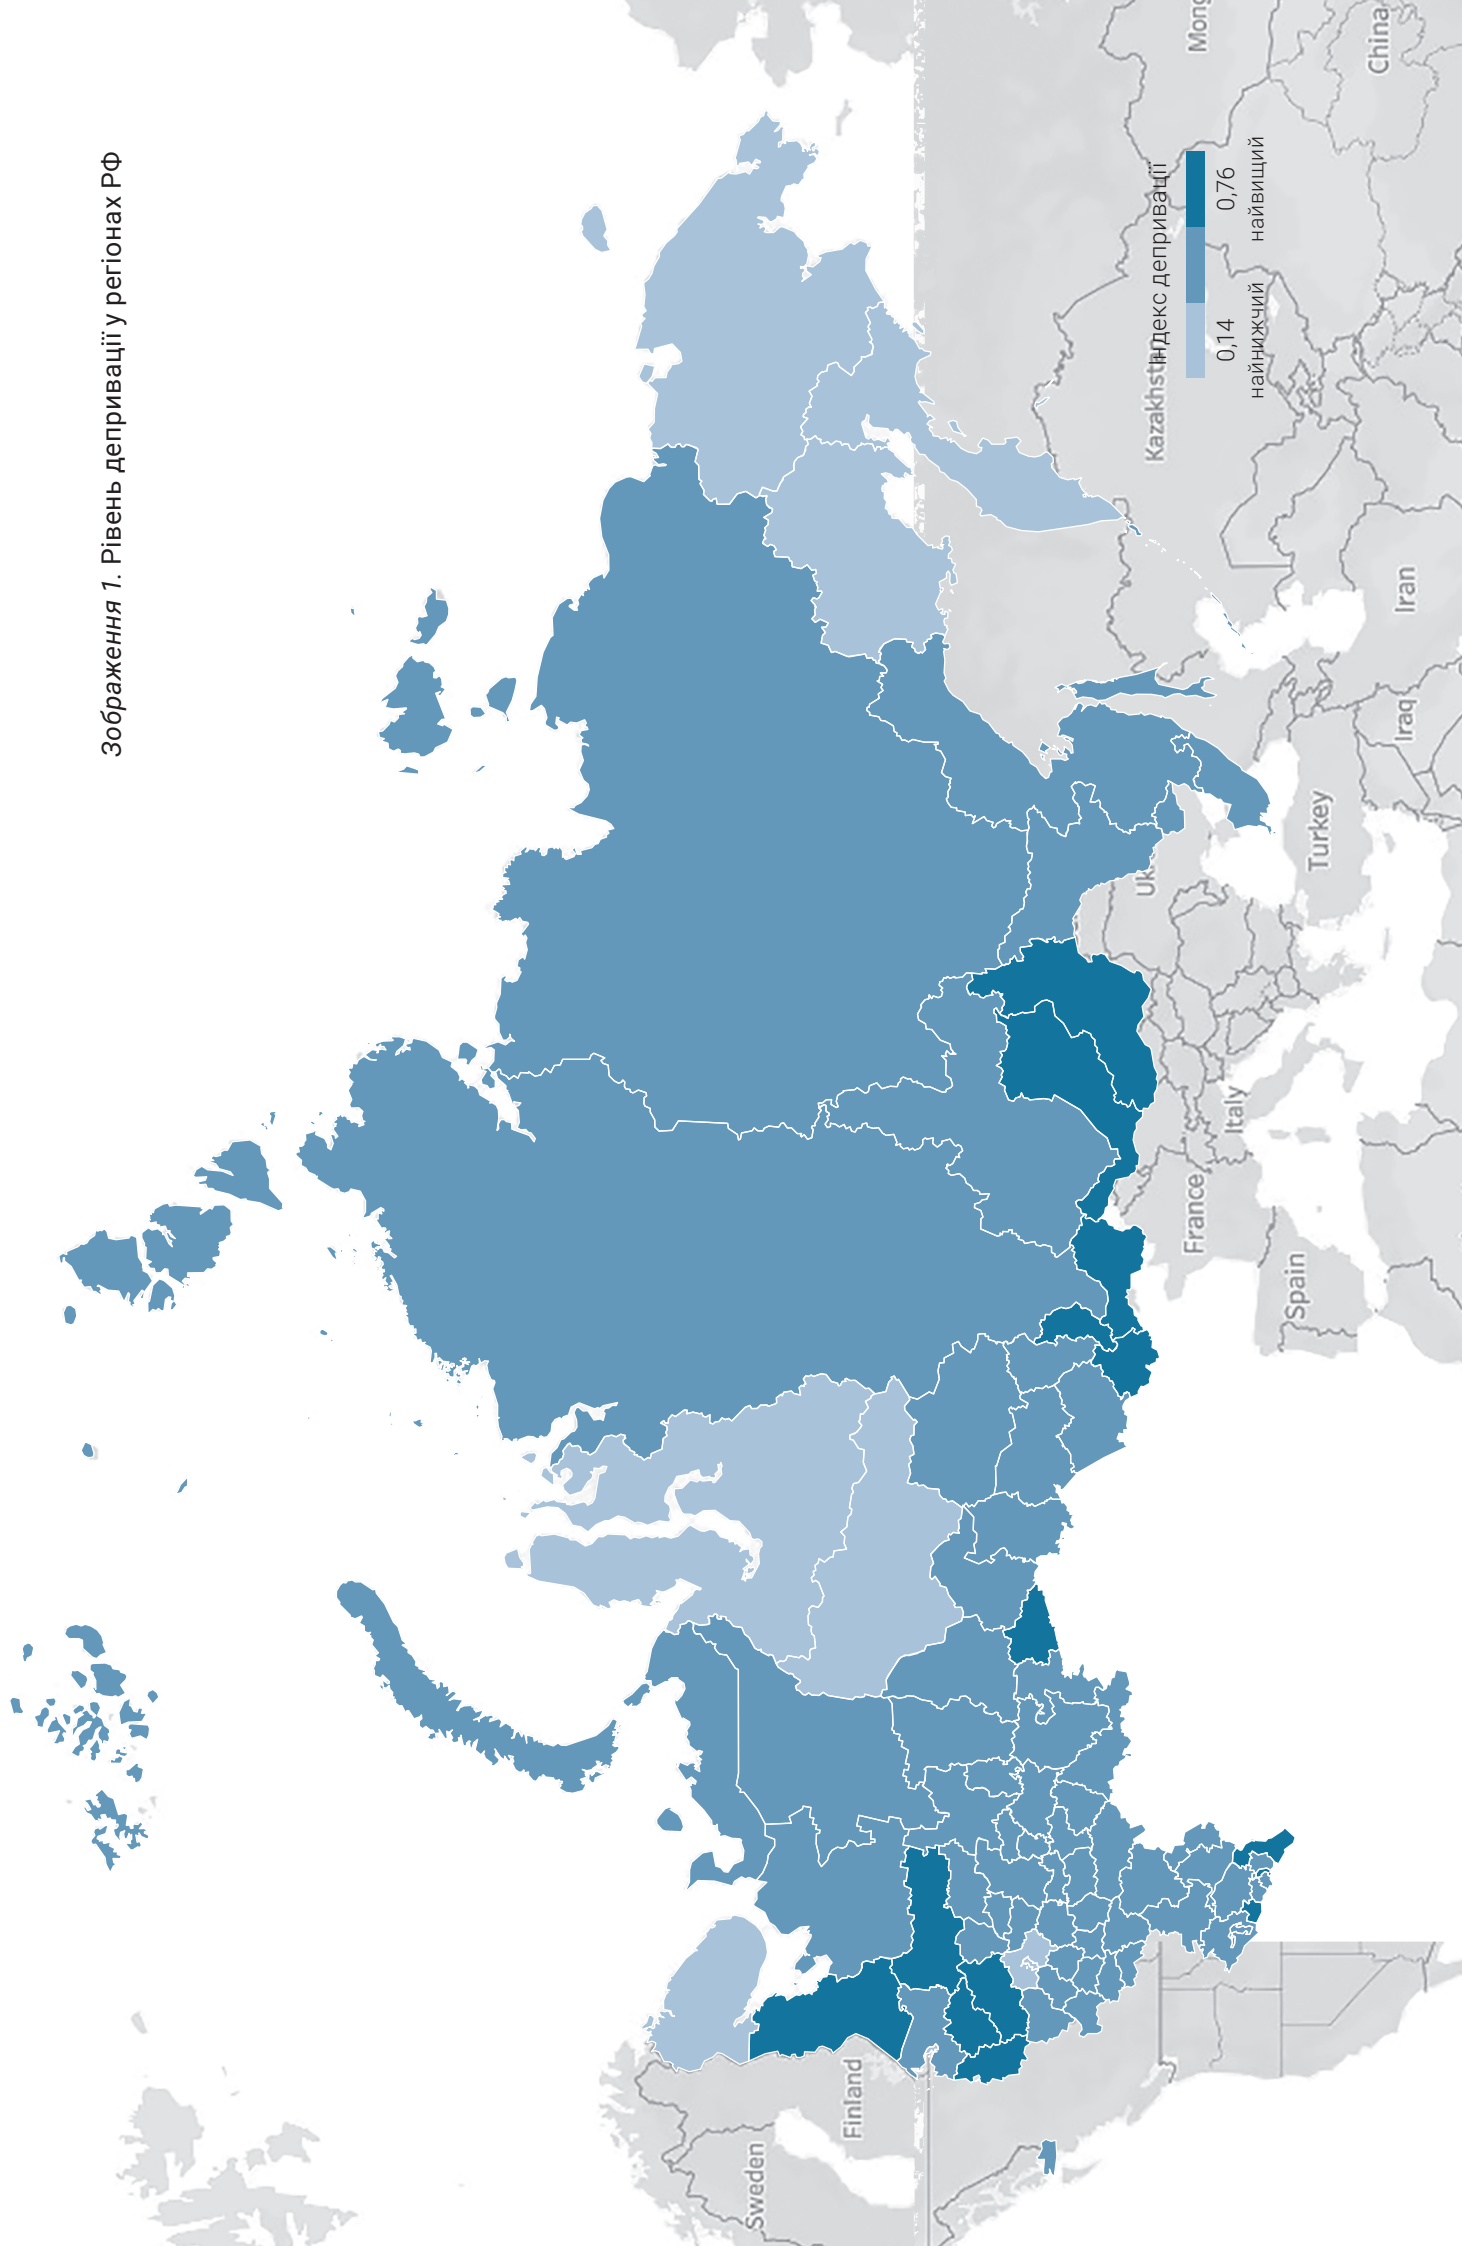 Зображення 1. Рівень депривації у регіонах РФ
Індекс депривації
0,14
0,76
найнижчий
найвищий
Sweden
Finland
Spain
France
Italy
Uk
Turkey
Iraq
Iran
Kazakhstn
Mong
China